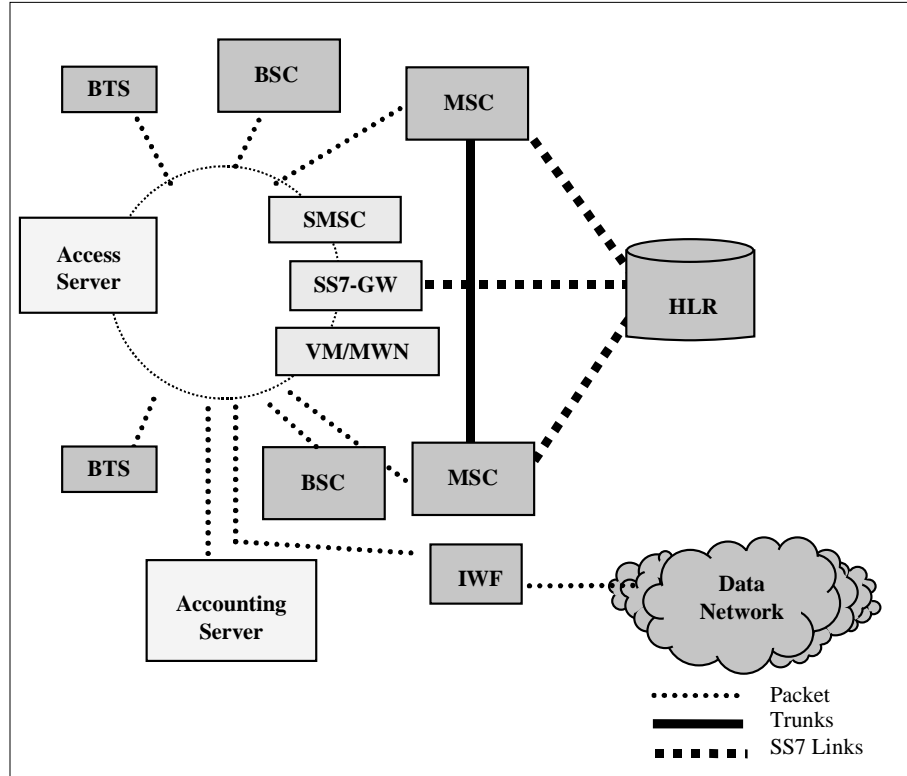 BTS
BSC
MSC
SMSC
Access
Server
SS7-GW
HLR
VM/MWN
BTS
BSC
MSC
IWF
Data
Network
Accounting
Server
Packet
Trunks
SS7 Links